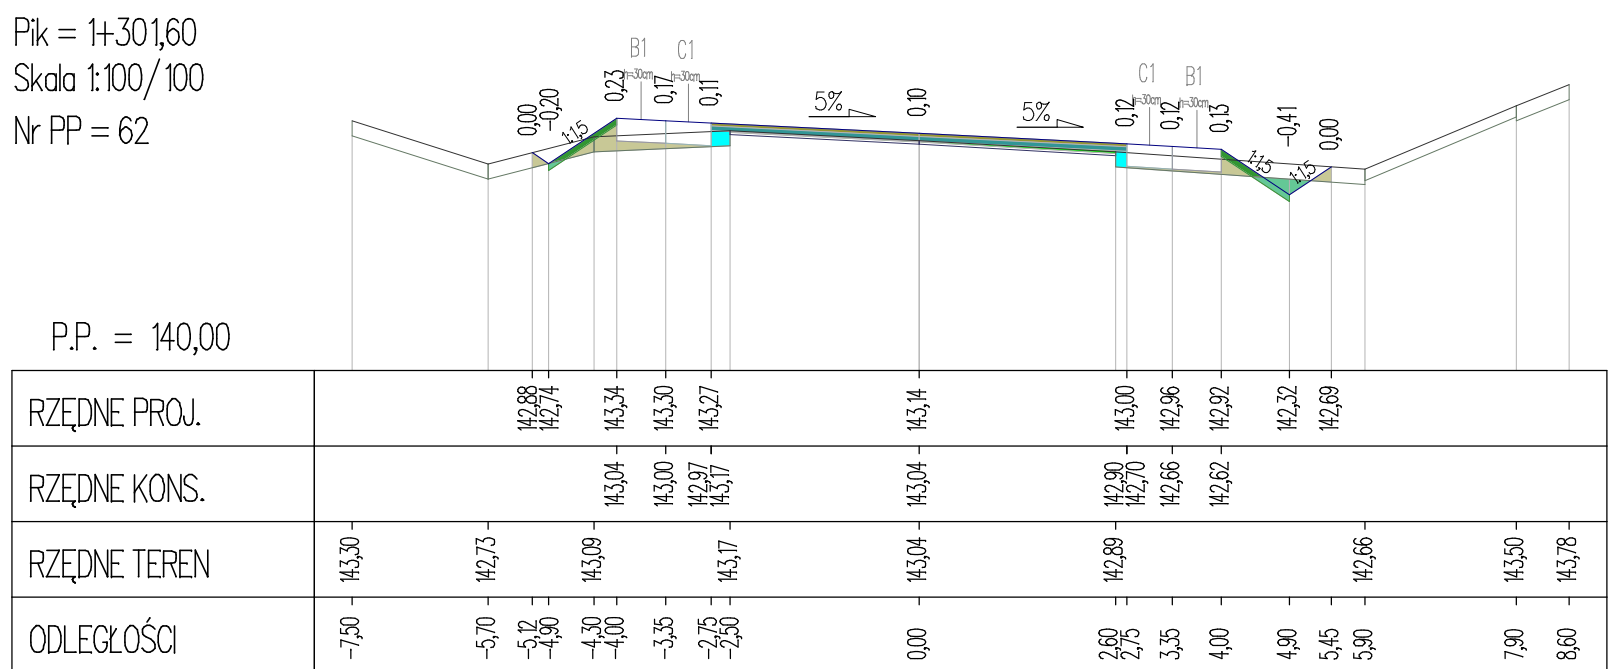 Pik = 1+301,60
Skala 1:100/100
Nr PP = 62
B1 C1 C1 B1
h=30cm h=30cm h=30cm h=30cm
0,00 -0,20 0,23 0,17 0,11 0,10 0,12 0,12 0,13 -0,41 0,00
5% 5%
1:1,5 1:1,5 1:1,5
P.P. = 140,00
RZĘDNE PROJ. 142,88 142,74 143,34 143,30 143,27 143,14 143,00 142,96 142,92 142,32 142,69
RZĘDNE KONS. 143,04 143,00 142,97 143,17 143,04 142,90 142,70 142,66 142,62
RZĘDNE TEREN 143,30 142,73 143,09 143,17 143,04 142,89 142,66 143,50 143,78
ODLEGŁOŚCI -7,50 -5,70 -5,12 -4,90 -4,30 -4,00 -3,35 -2,75 -2,50 0,00 2,60 2,75 3,35 4,00 4,90 5,45 5,90 7,90 8,60